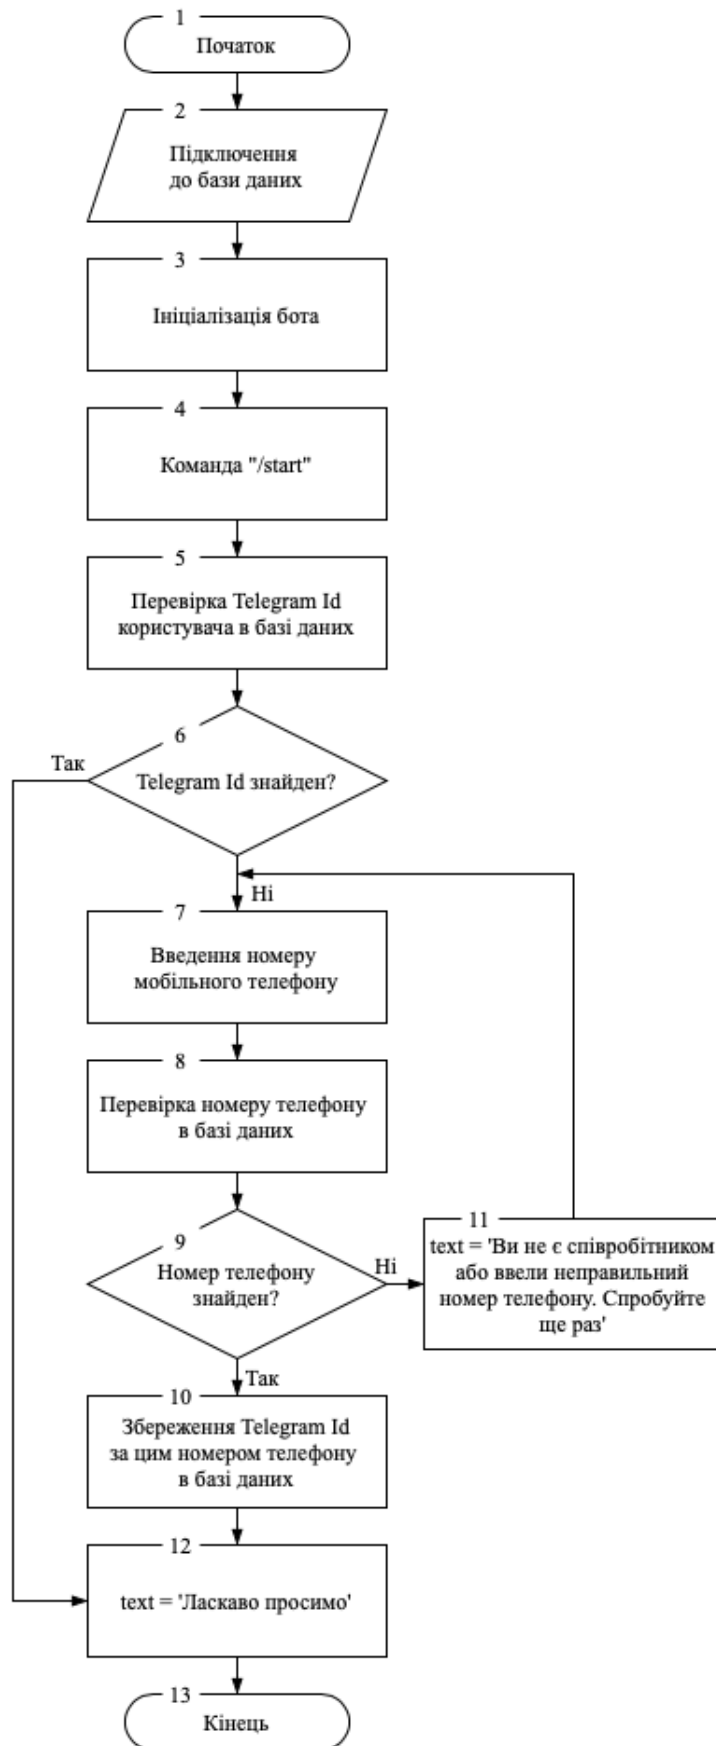 1
Початок
2
Підключення
до бази даних
3
Ініціалізація бота
4
Команда "/start"
5
Перевірка Telegram Id
користувача в базі даних
6
Так
Telegram Id знайден?
Ні
7
Введення номеру
мобільного телефону
8
Перевірка номеру телефону
в базі даних
9
Номер телефону
знайден?
Ні
11
text = 'Ви не є співробітником
або ввели неправильний
номер телефону. Спробуйте
ще раз'
Так
10
Збереження Telegram Id
за цим номером телефону
в базі даних
12
text = 'Ласкаво просимо'
13
Кінець